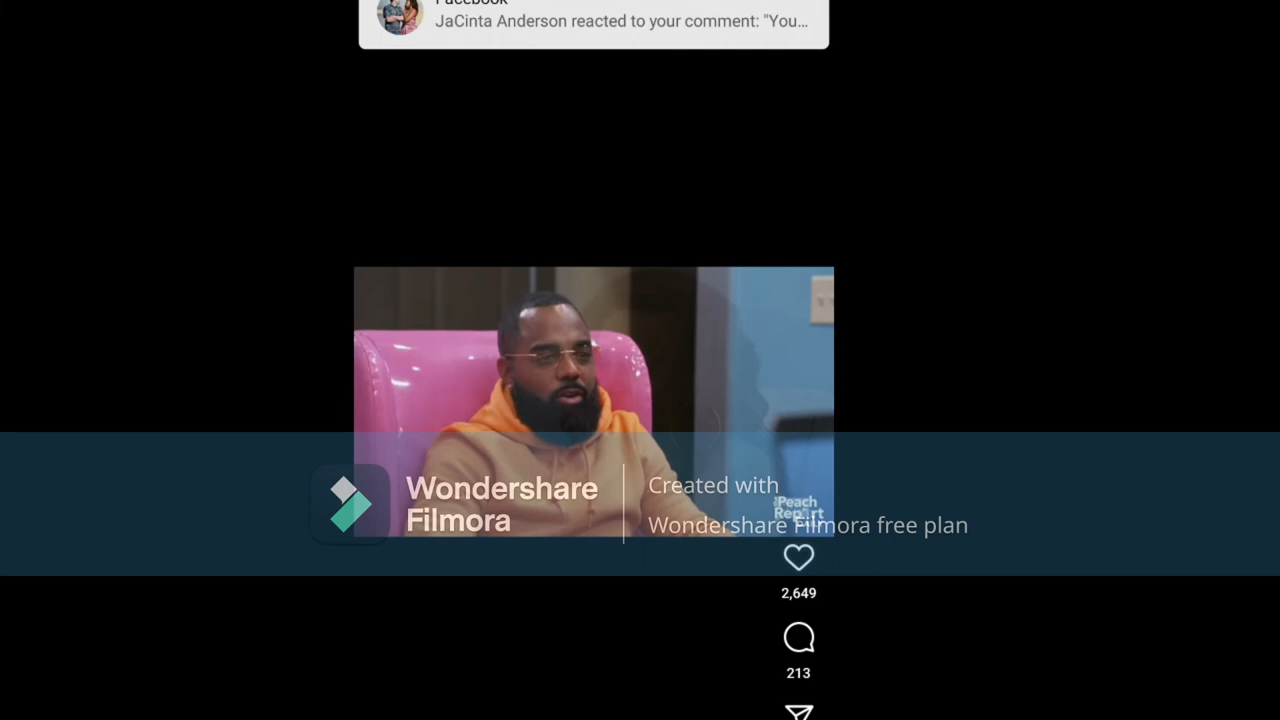 Facebook
JaCinta Anderson reacted to your comment: "You...
Wondershare
Filmora
Created with
Wondershare Filmora free plan
Peach
Report
2,649
213